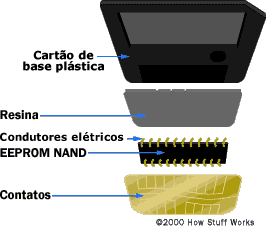 Cartão de
base plástica
Resina
Condutores elétricos
EEPROM NAND
Contatos
©2000 How Stuff Works